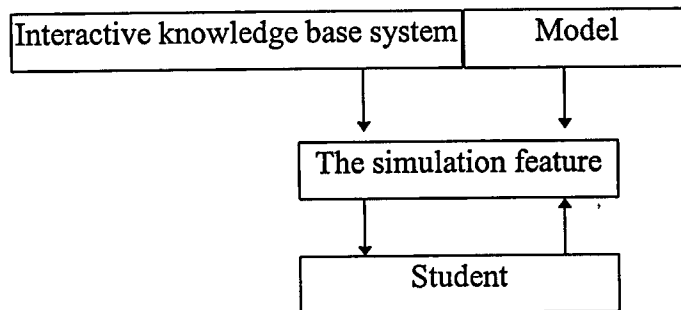 Interactive knowledge base system Model
The simulation feature
Student